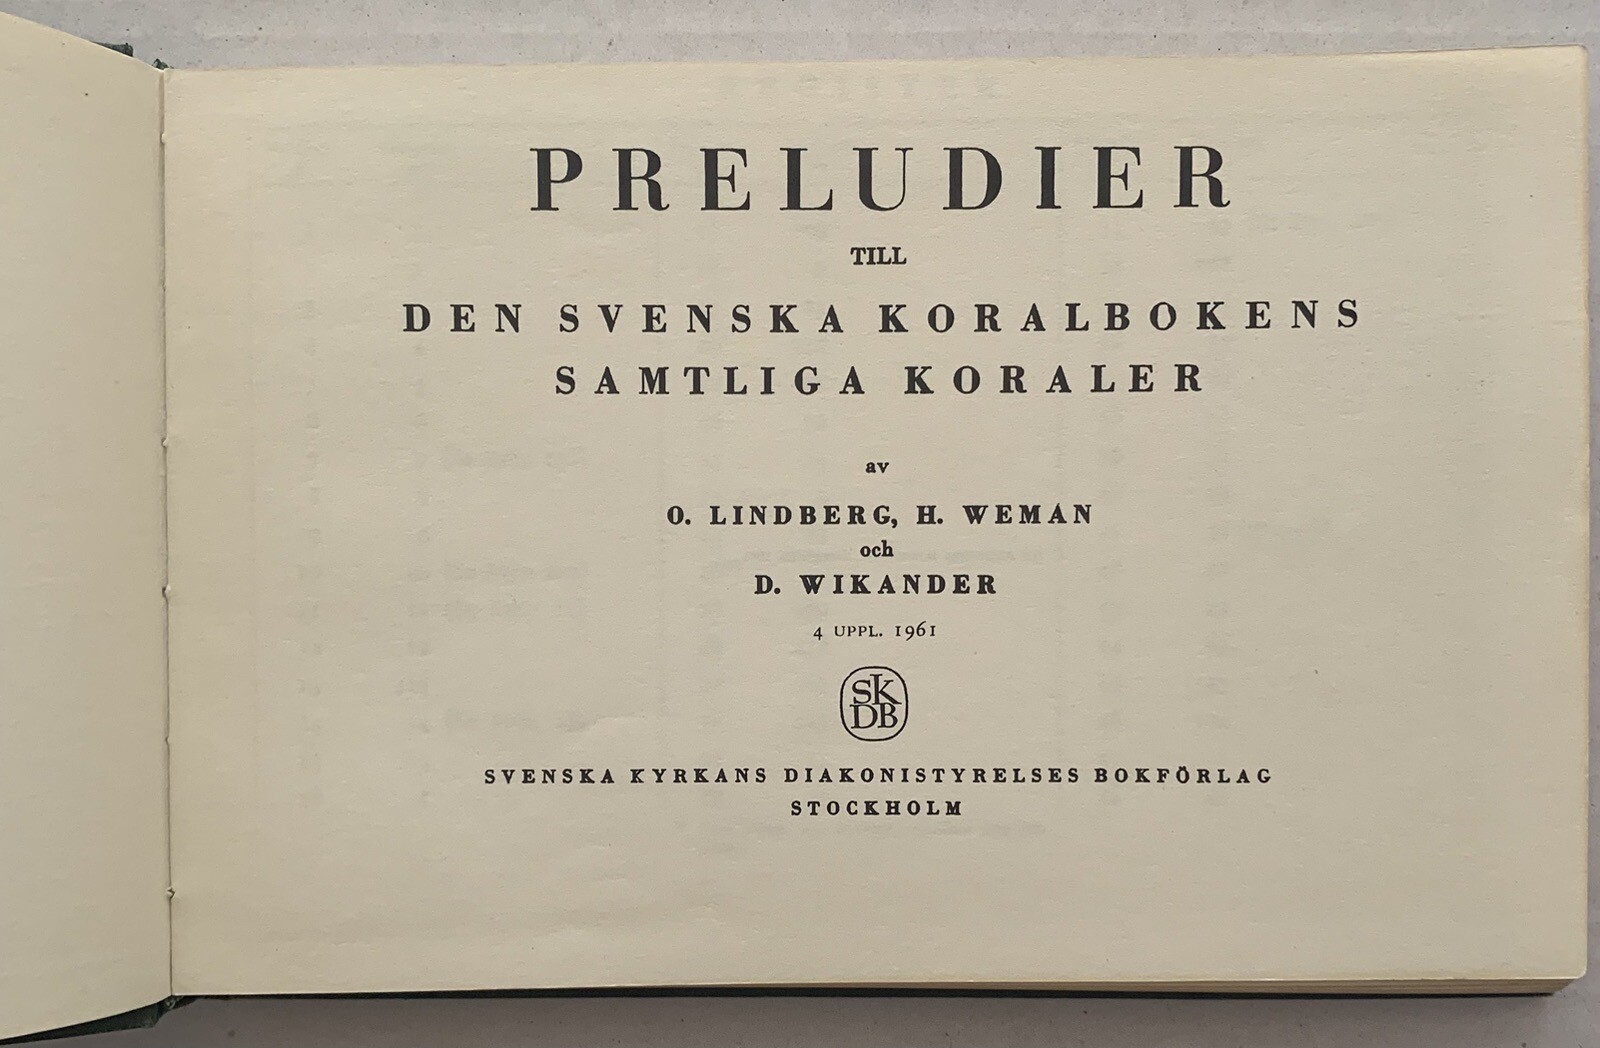 PRELUDIER
TILL
DEN SVENSKA KORALBOKENS
SAMTLIGA KORALER
av
O. LINDBERG, H. WEMAN
och
D. WIKANDER
4 UPPL. 1961
SK
DB
SVENSKA KYRKANS DIAKONISTYRELSES BOKFÖRLAG
STOCKHOLM